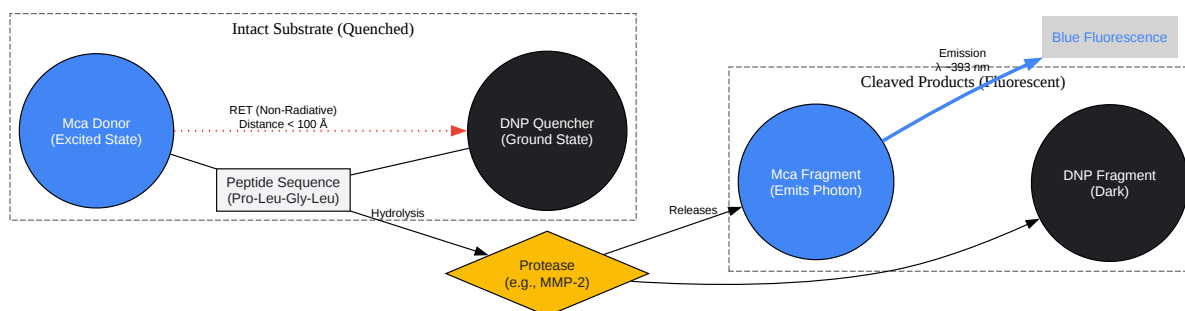 Intact Substrate (Quenched)
Mca Donor
(Excited State)
RET (Non-Radiative)
Distance < 100 Å
DNP Quencher
(Ground State)
Peptide Sequence
(Pro-Leu-Gly-Leu)
Hydrolysis
Protease
(e.g., MMP-2)
Releases
Cleaved Products (Fluorescent)
Mca Fragment
(Emits Photon)
DNP Fragment
(Dark)
Emission
λ ~393 nm
Blue Fluorescence